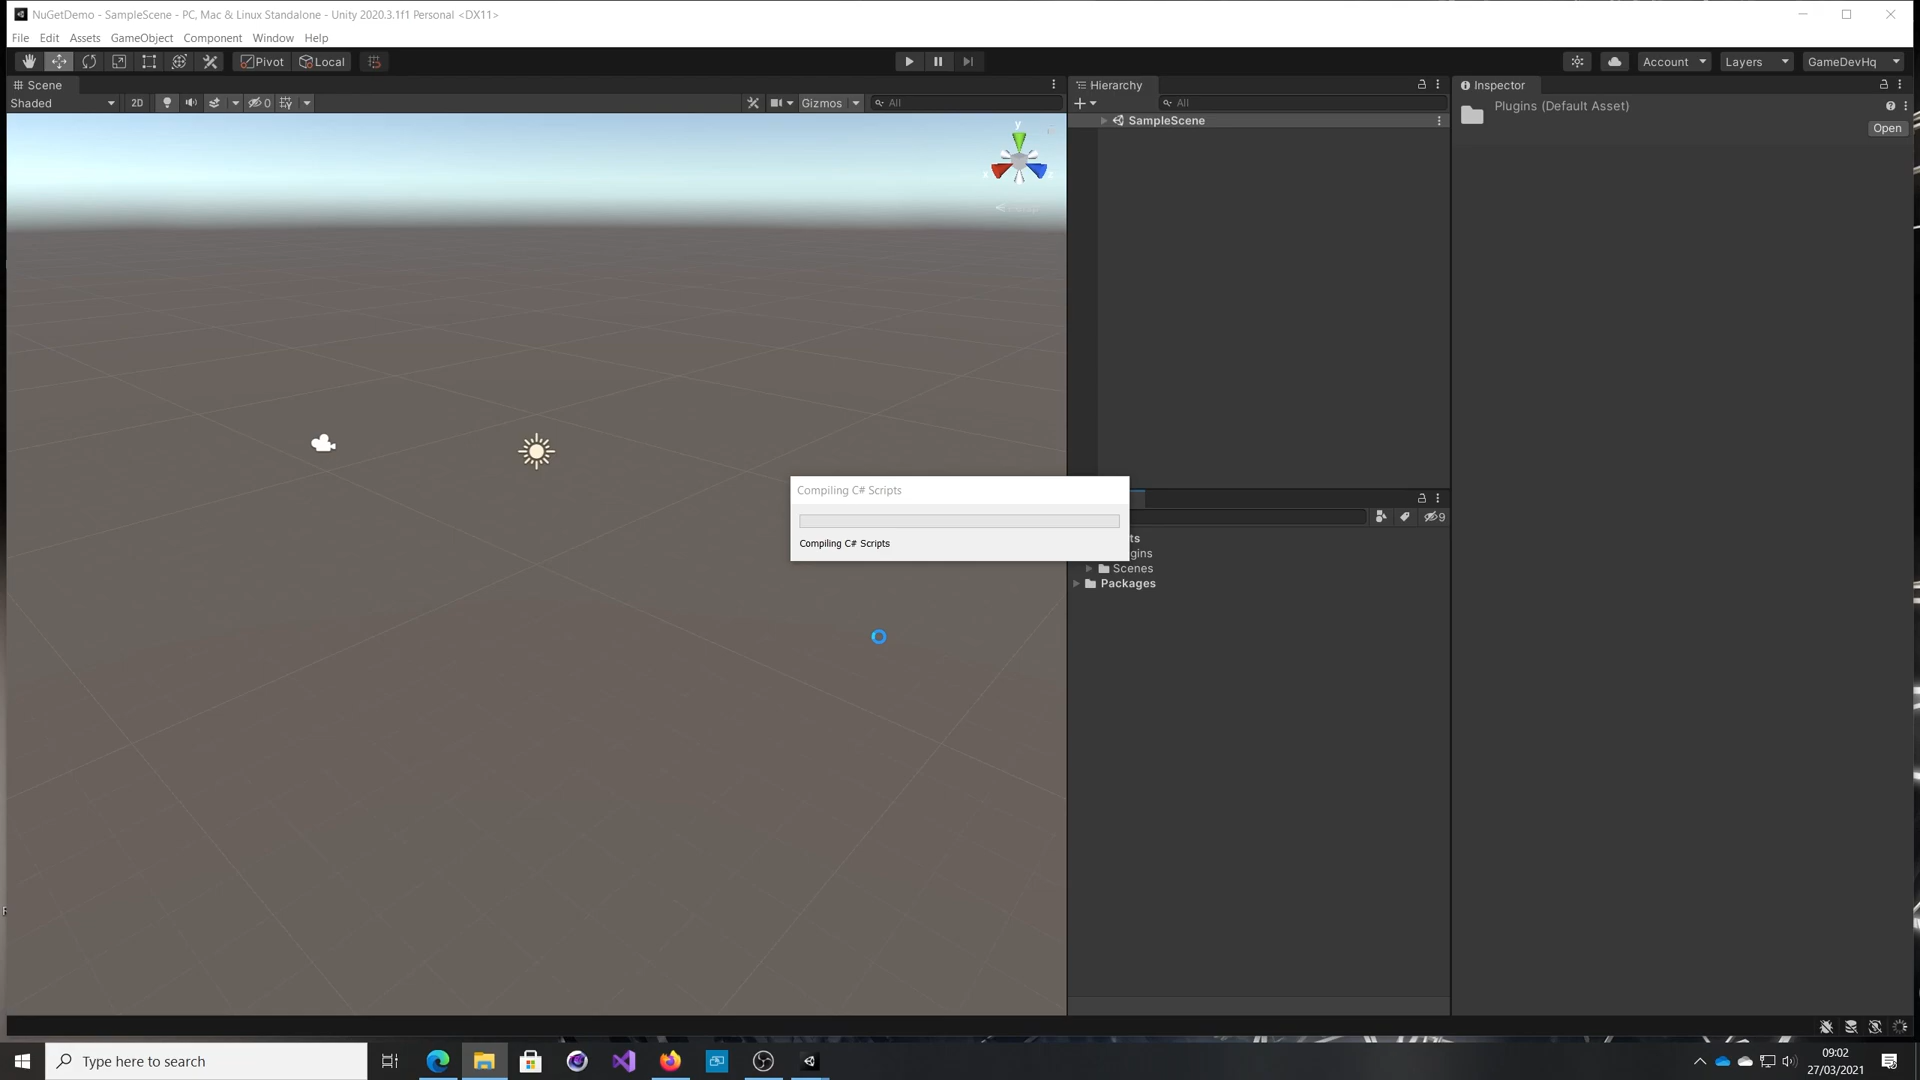 NuGetDemo - SampleScene - PC, Mac & Linux Standalone - Unity 2020.3.1f1 Personal <DX11>
File Edit Assets GameObject Component Window Help
Pivot Local Account Layers GameDevHq
Scene
Shaded 2D 0 Gizmos All
y
x z
Hierarchy
All
SampleScene
Inspector
Plugins (Default Asset)
Open
Compiling C# Scripts
Compiling C# Scripts
9
ts
gins
Scenes
Packages
Type here to search
09:02
27/03/2021